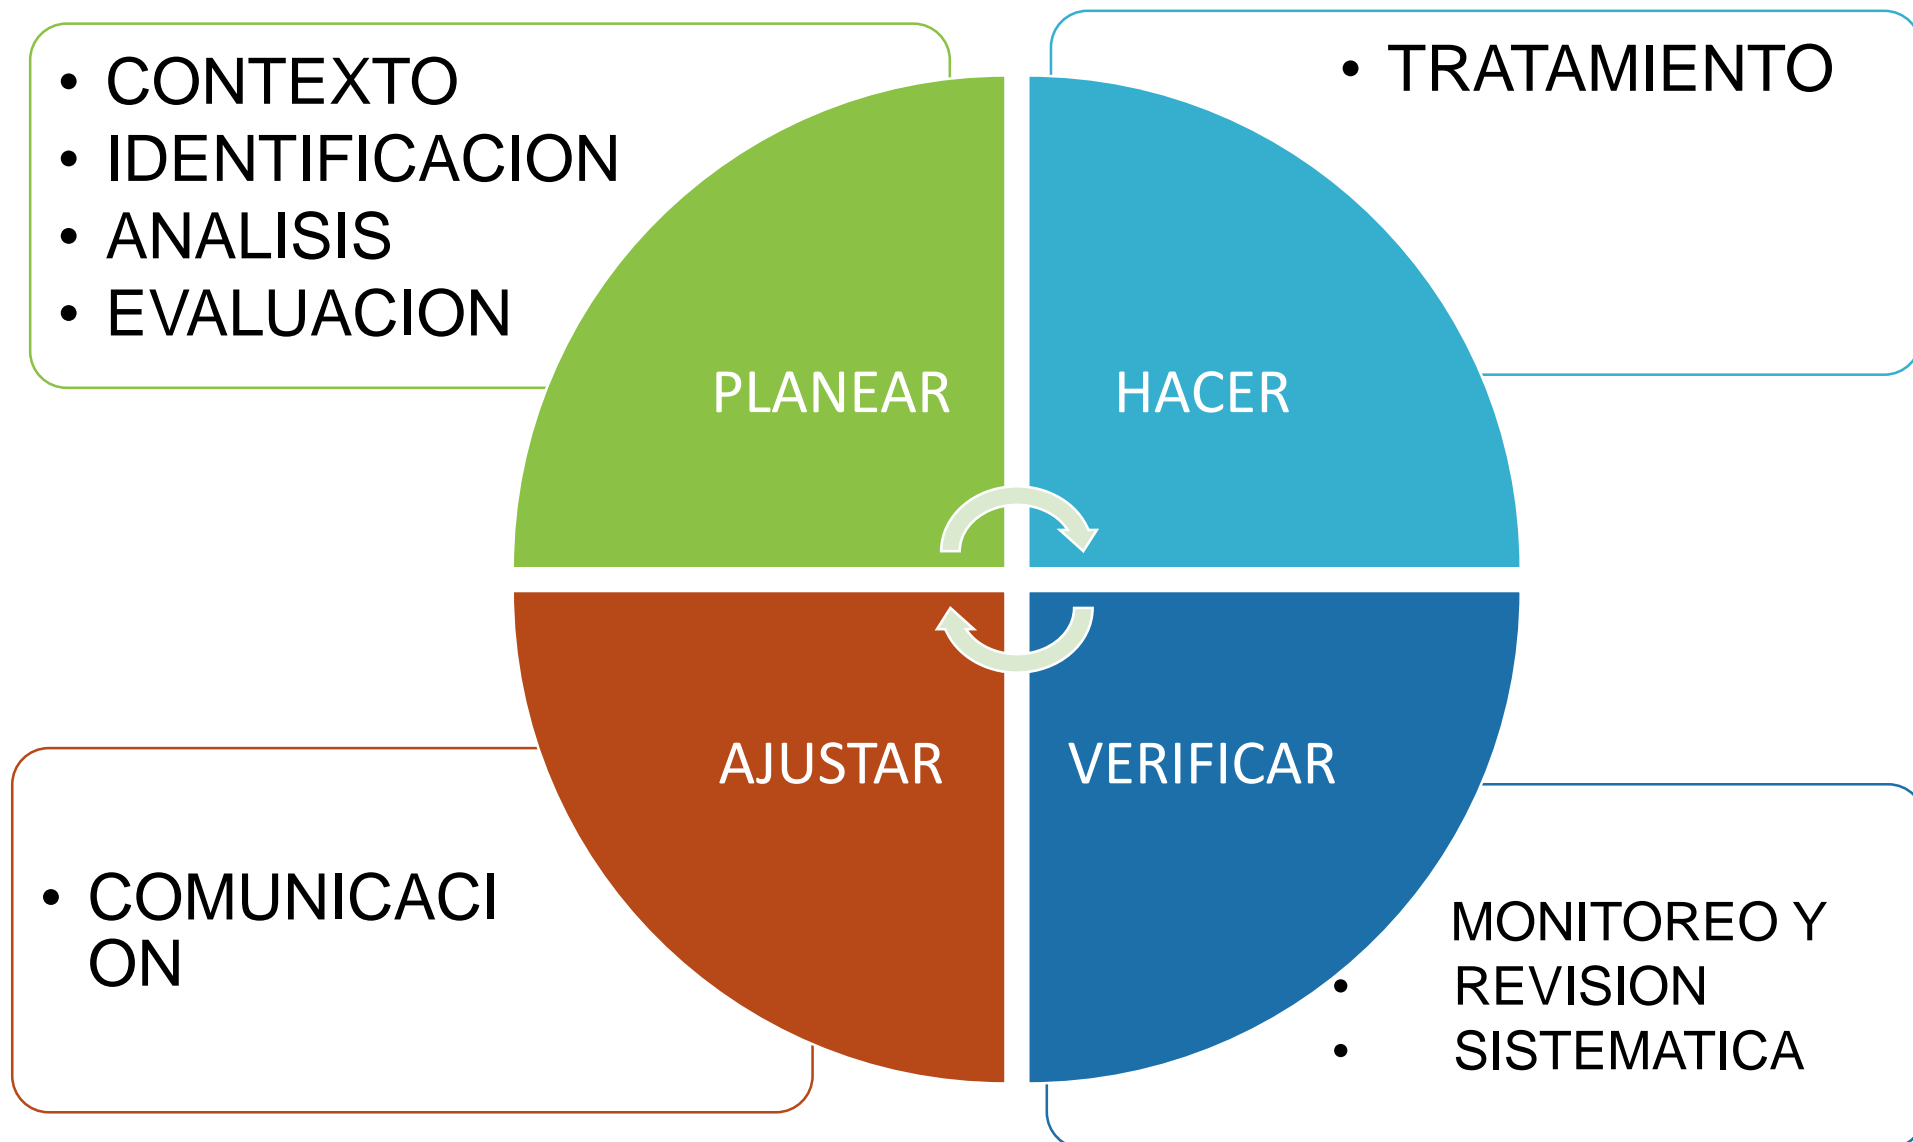 • CONTEXTO
• IDENTIFICACION
• ANALISIS
• EVALUACION
• TRATAMIENTO
PLANEAR
HACER
AJUSTAR
VERIFICAR
• COMUNICACI
ON
MONITOREO Y
• REVISION
• SISTEMATICA